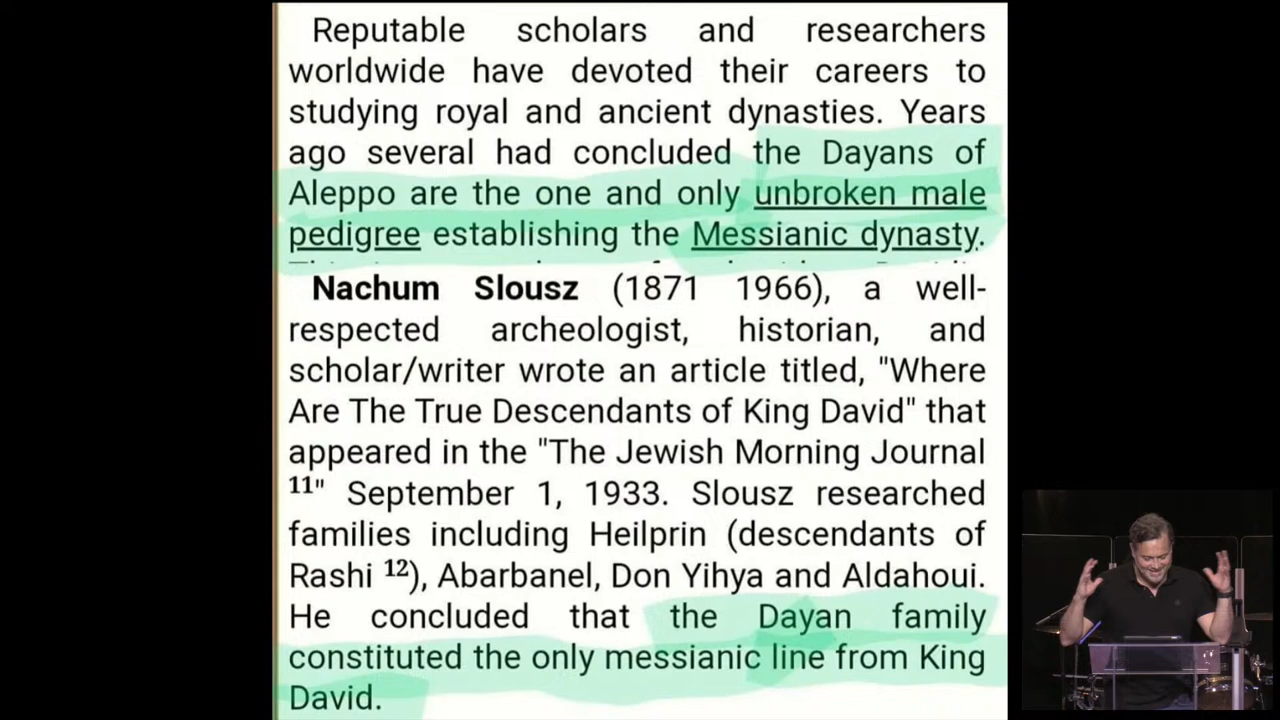 Reputable scholars and researchers
worldwide have devoted their careers to
studying royal and ancient dynasties. Years
ago several had concluded the Dayans of
Aleppo are the one and only unbroken male
pedigree establishing the Messianic dynasty.
Nachum Slousz (1871 1966), a well-
respected archeologist, historian, and
scholar/writer wrote an article titled, "Where
Are The True Descendants of King David" that
appeared in the "The Jewish Morning Journal
11" September 1, 1933. Slousz researched
families including Heilprin (descendants of
Rashi 12), Abarbanel, Don Yihya and Aldahoui.
He concluded that the Dayan family
constituted the only messianic line from King
David.